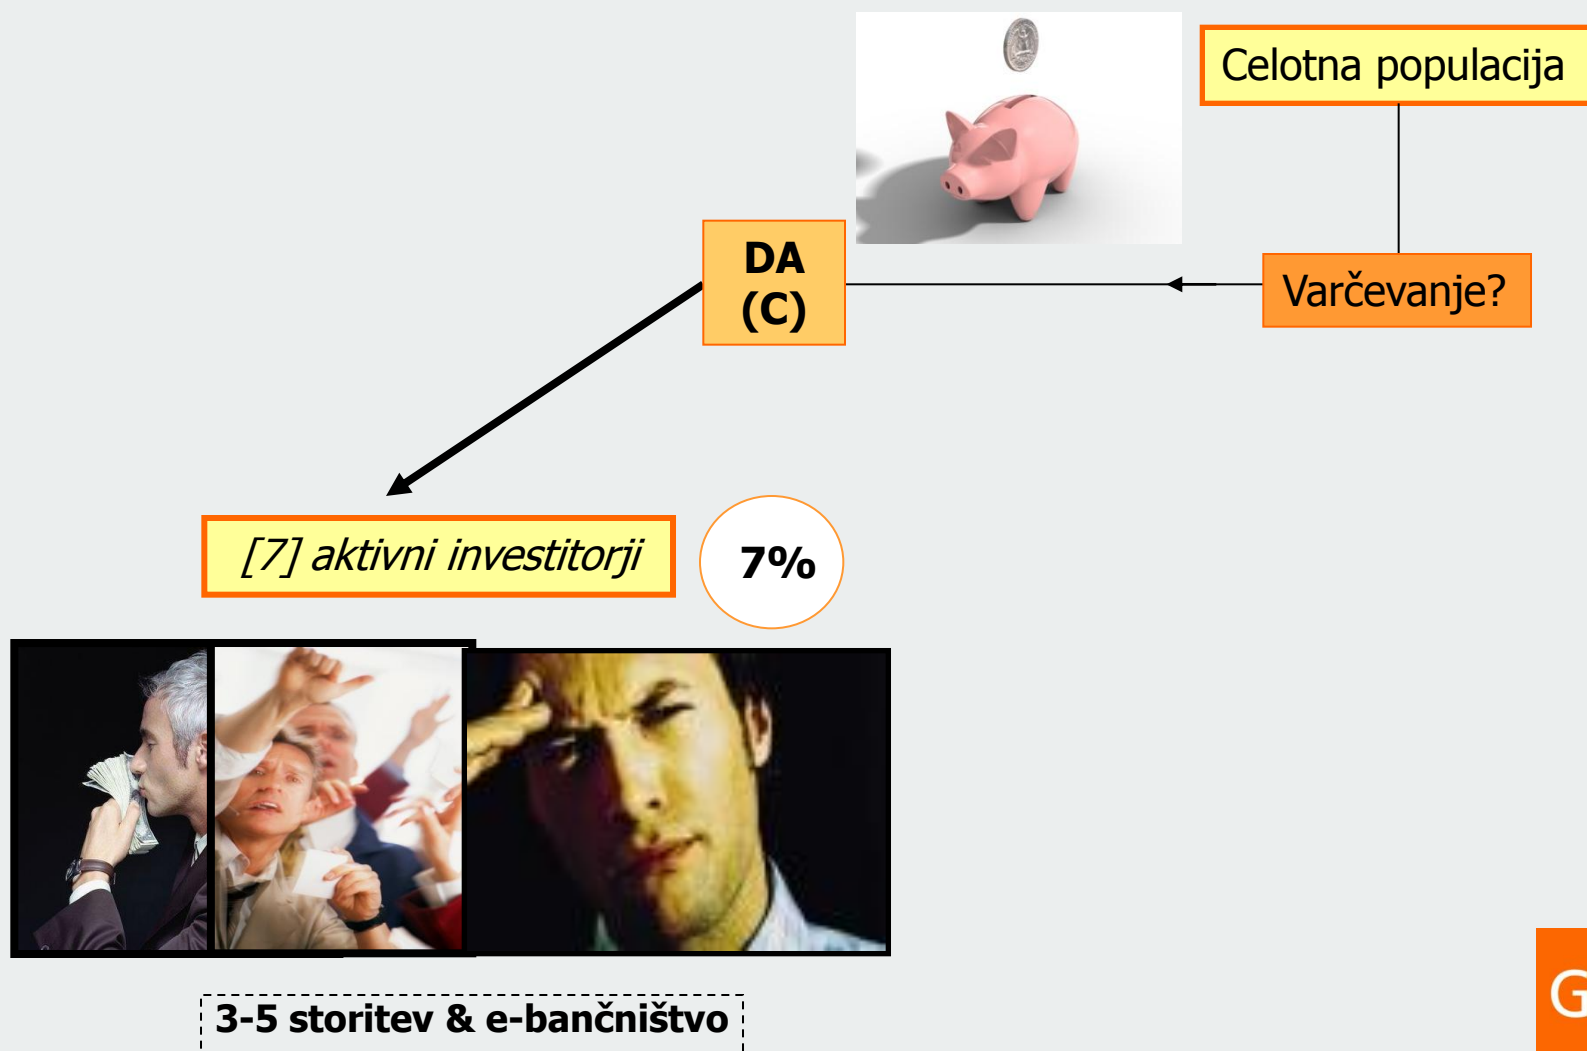 Celotna populacija
Varčevanje?
DA
(C)
[7] aktivni investitorji
7%
3-5 storitev & e-bančništvo
G